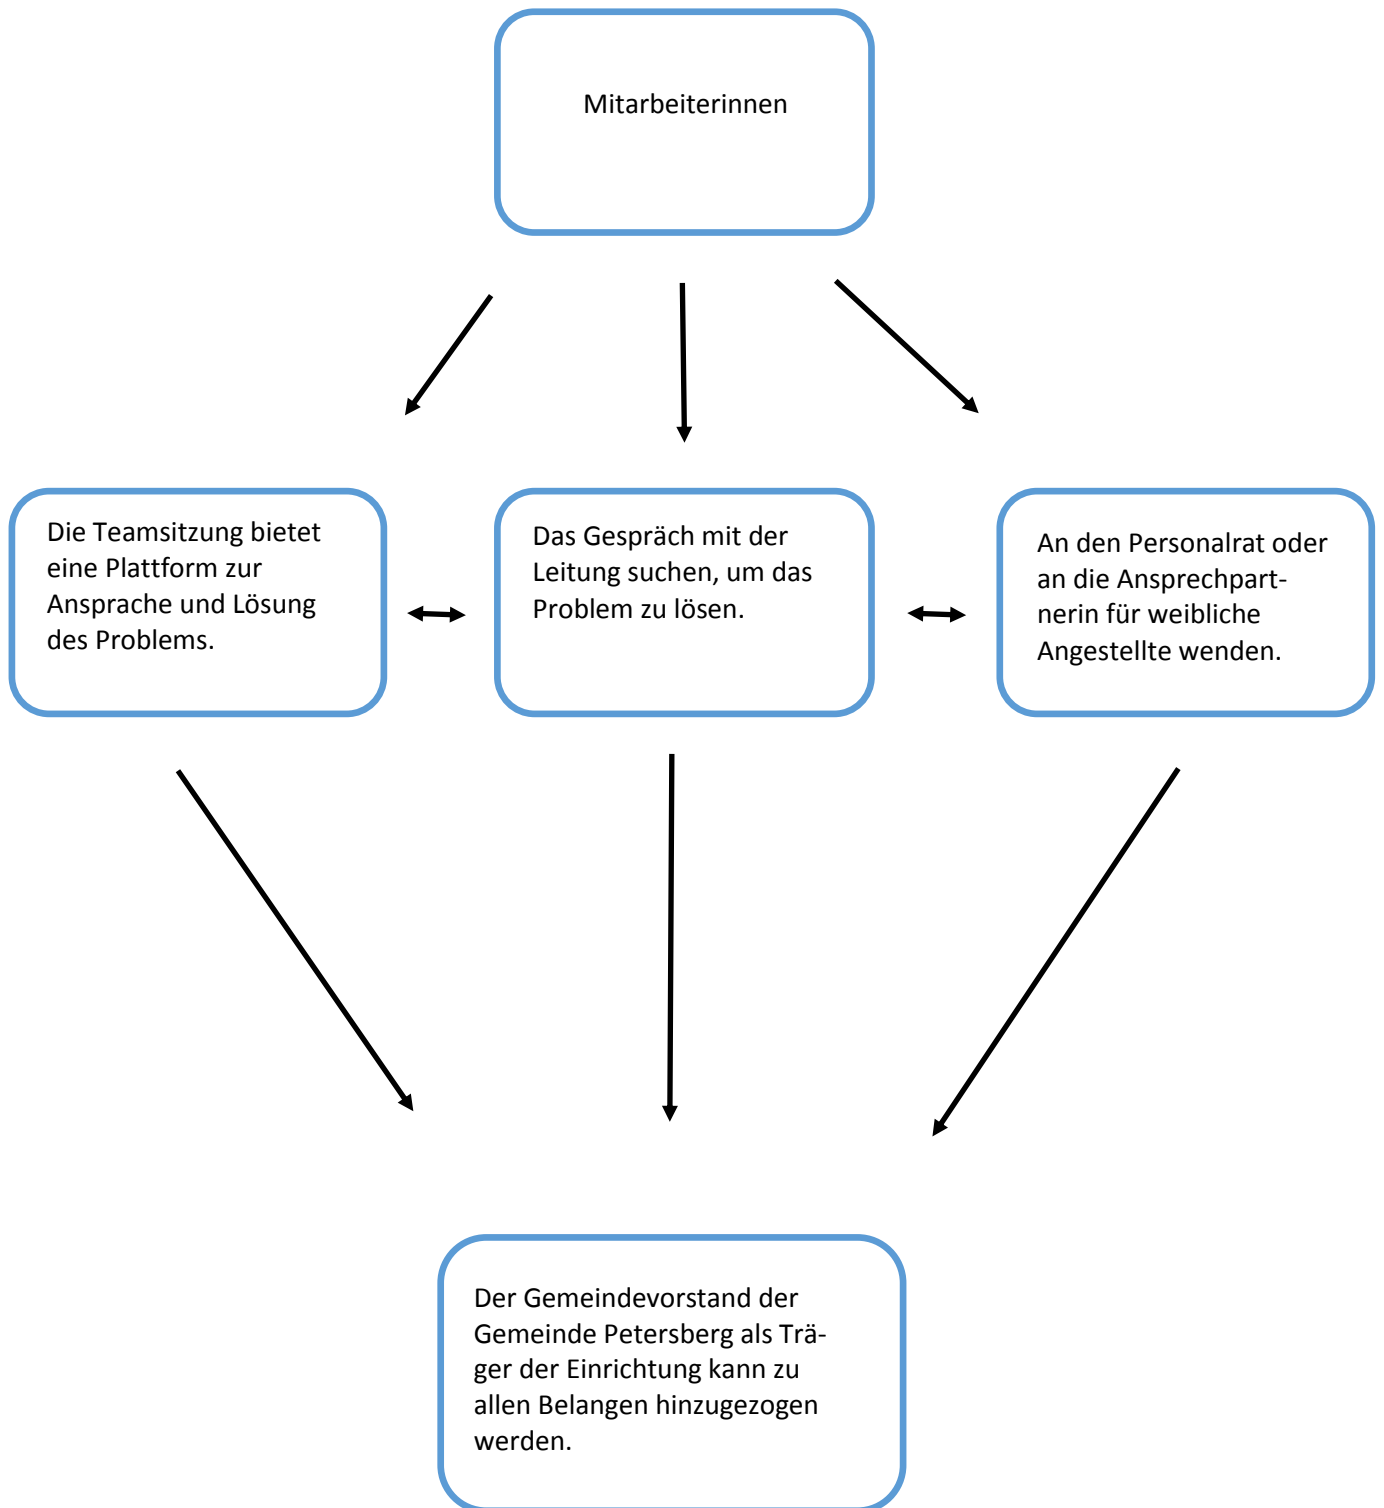 Mitarbeiterinnen
Die Teamsitzung bietet
eine Plattform zur
Ansprache und Lösung
des Problems.
Das Gespräch mit der
Leitung suchen, um das
Problem zu lösen.
An den Personalrat oder
an die Ansprechpart-
nerin für weibliche
Angestellte wenden.
Der Gemeindevorstand der
Gemeinde Petersberg als Trä-
ger der Einrichtung kann zu
allen Belangen hinzugezogen
werden.